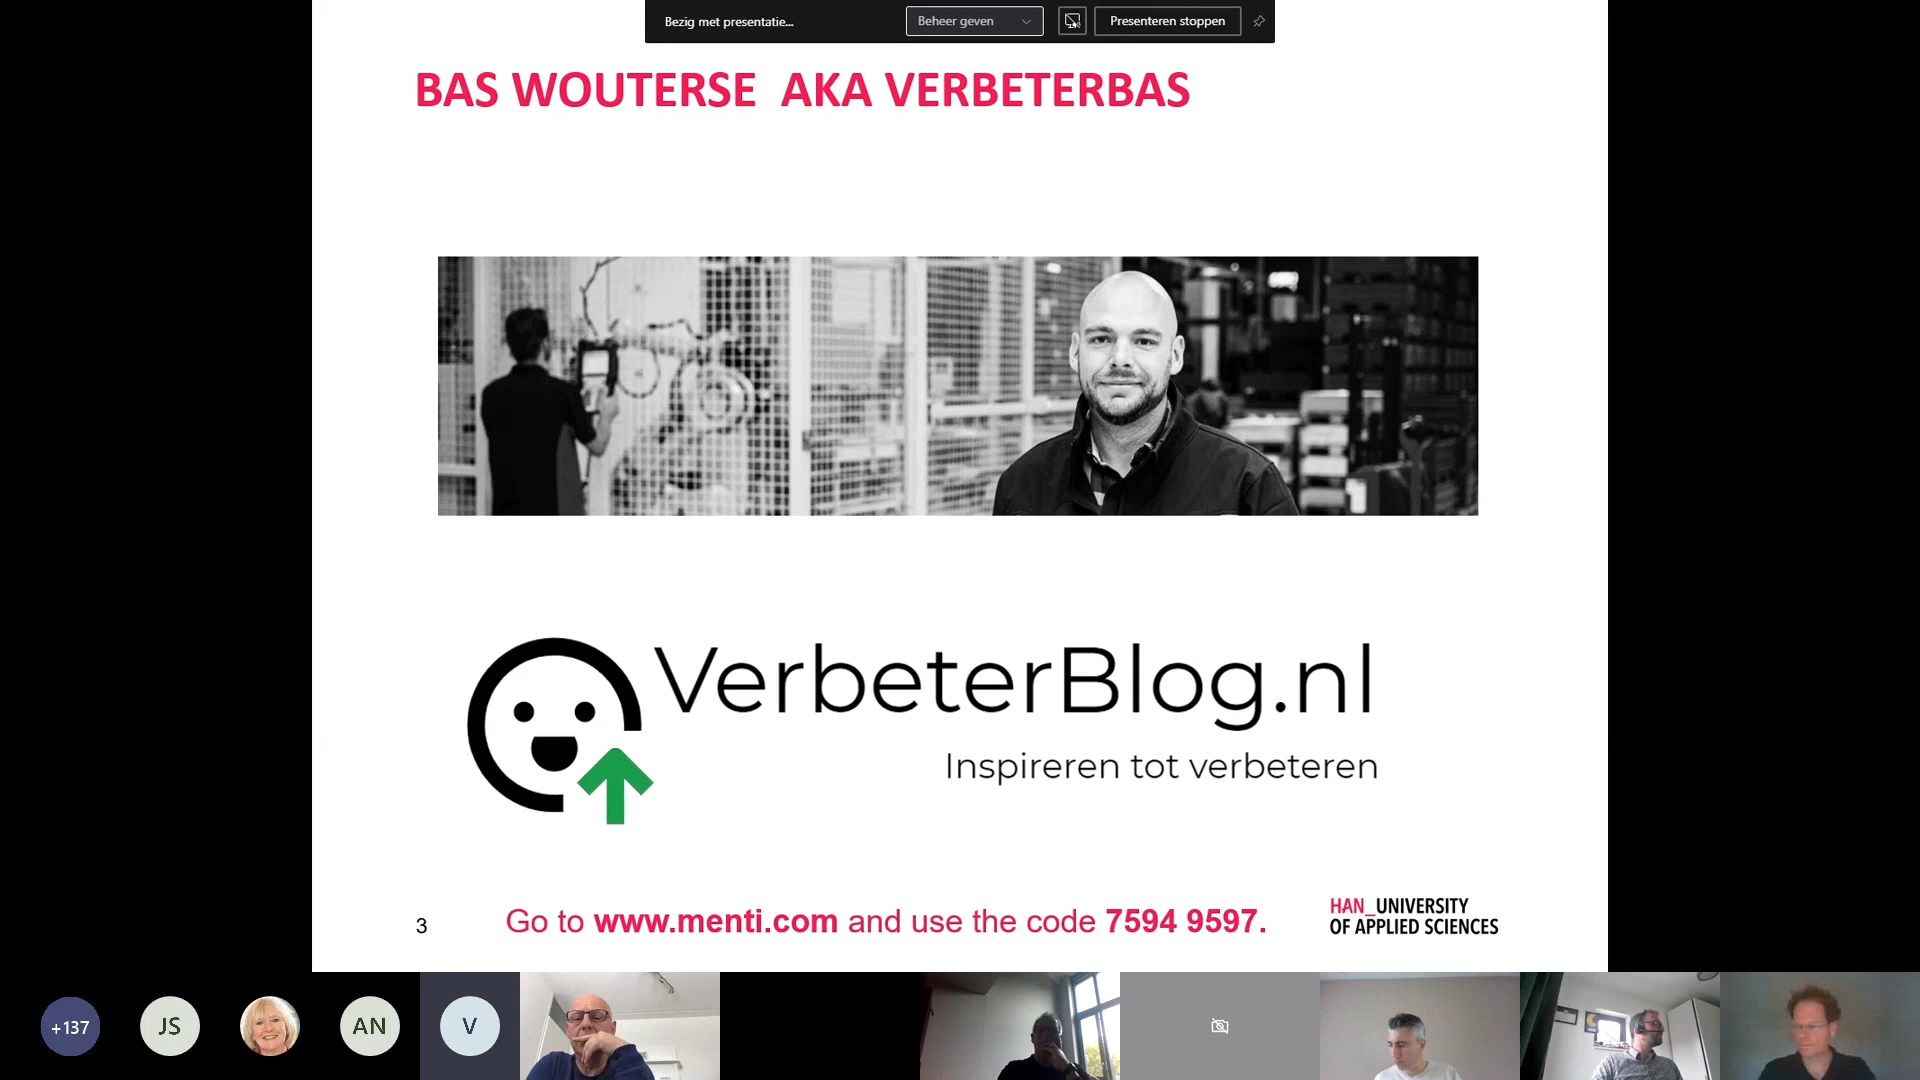 Bezig met presentatie...
Beheer geven
Presenteren stoppen
BAS WOUTERSE AKA VERBETERBAS
VerbeterBlog.nl
Inspireren tot verbeteren
3
Go to www.menti.com and use the code 7594 9597.
HAN_UNIVERSITY
OF APPLIED SCIENCES
+137
JS
AN
V